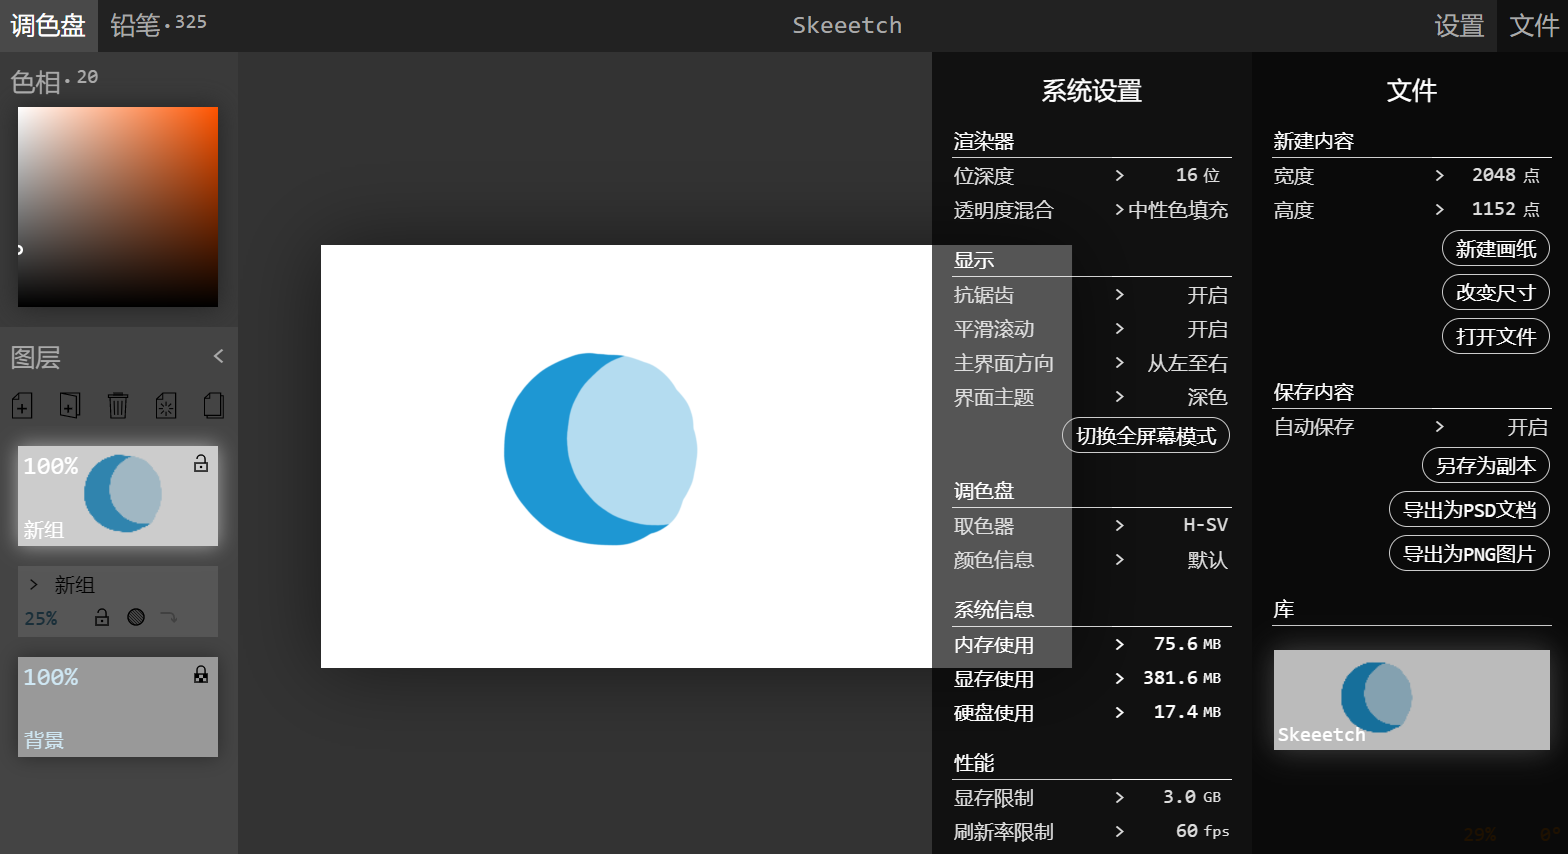 调色盘 铅笔·325 Skeeetch 设置 文件
色相·20
图层 <
100%
新组
> 新组
25%
100%
背景
系统设置
渲染器
位深度 > 16 位
透明度混合 > 中性色填充
显示
抗锯齿 > 开启
平滑滚动 > 开启
主界面方向 > 从左至右
界面主题 > 深色
切换全屏幕模式
调色盘
取色器 > H-SV
颜色信息 > 默认
系统信息
内存使用 > 75.6 MB
显存使用 > 381.6 MB
硬盘使用 > 17.4 MB
性能
显存限制 > 3.0 GB
刷新率限制 > 60 fps
文件
新建内容
宽度 > 2048 点
高度 > 1152 点
新建画纸
改变尺寸
打开文件
保存内容
自动保存 > 开启
另存为副本
导出为PSD文档
导出为PNG图片
库
Skeeetch
29% 0°